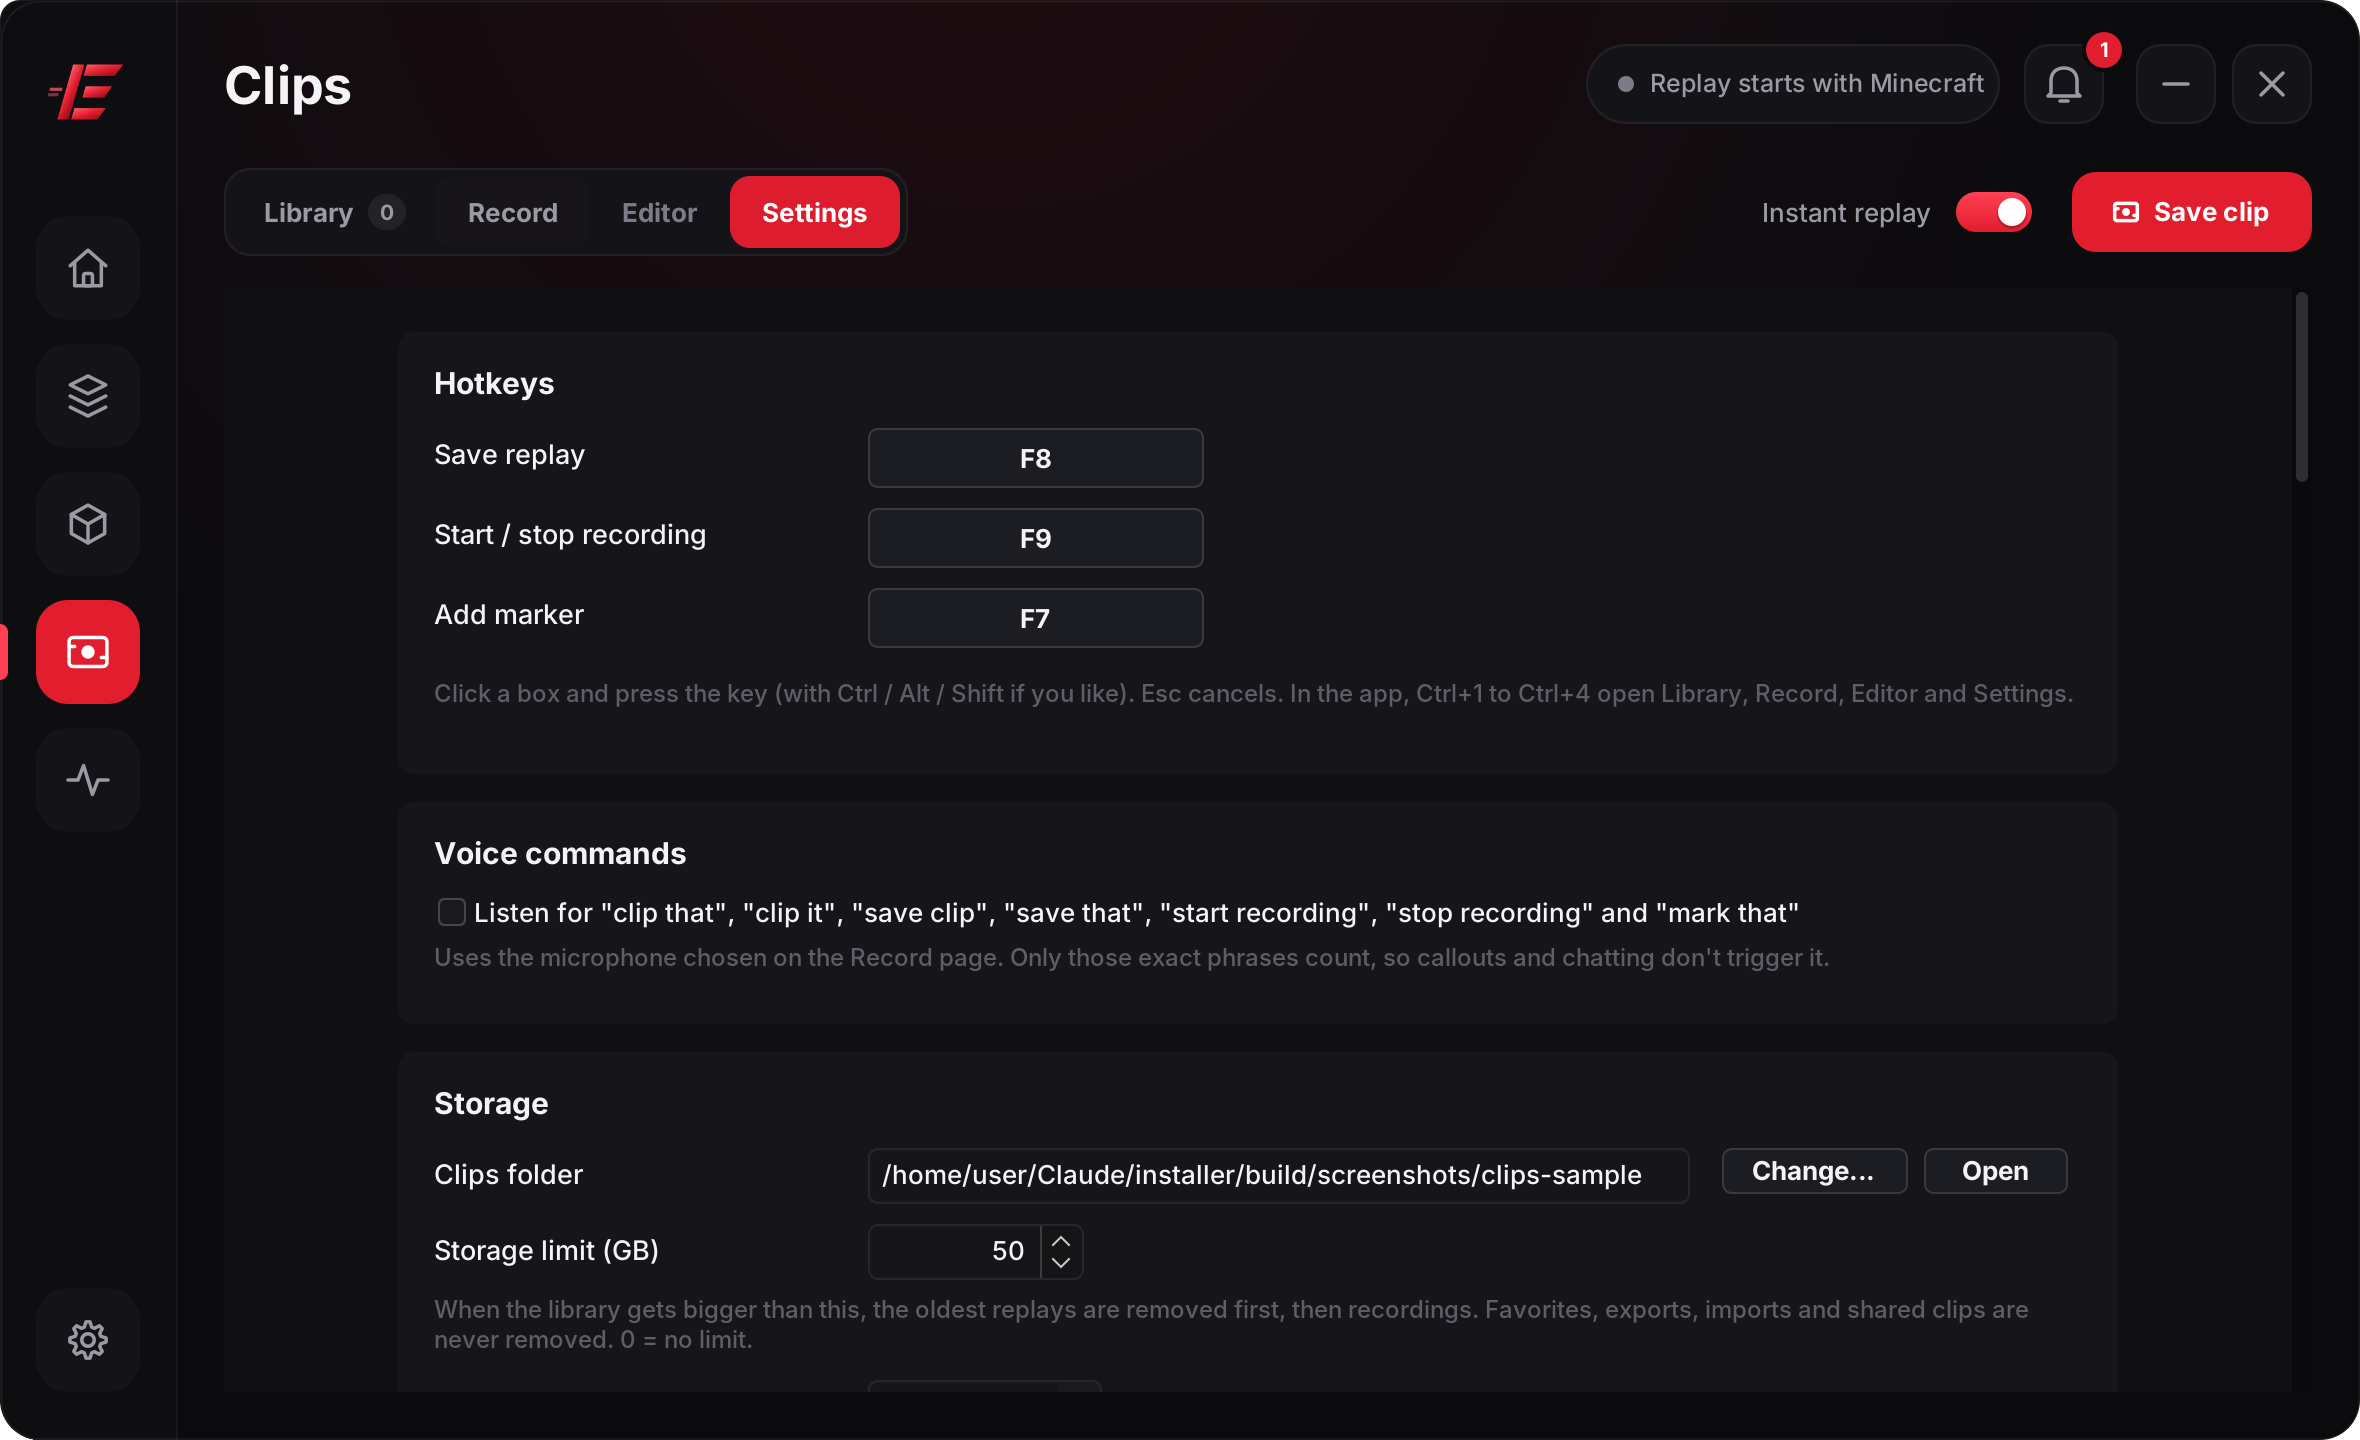 Clips
Replay starts with Minecraft
1
Library 0
Record
Editor
Settings
Instant replay
Save clip
Hotkeys
Save replay
F8
Start / stop recording
F9
Add marker
F7
Click a box and press the key (with Ctrl / Alt / Shift if you like). Esc cancels. In the app, Ctrl+1 to Ctrl+4 open Library, Record, Editor and Settings.
Voice commands
Listen for "clip that", "clip it", "save clip", "save that", "start recording", "stop recording" and "mark that"
Uses the microphone chosen on the Record page. Only those exact phrases count, so callouts and chatting don't trigger it.
Storage
Clips folder
/home/user/Claude/installer/build/screenshots/clips-sample
Change...
Open
Storage limit (GB)
50
When the library gets bigger than this, the oldest replays are removed first, then recordings. Favorites, exports, imports and shared clips are
never removed. 0 = no limit.